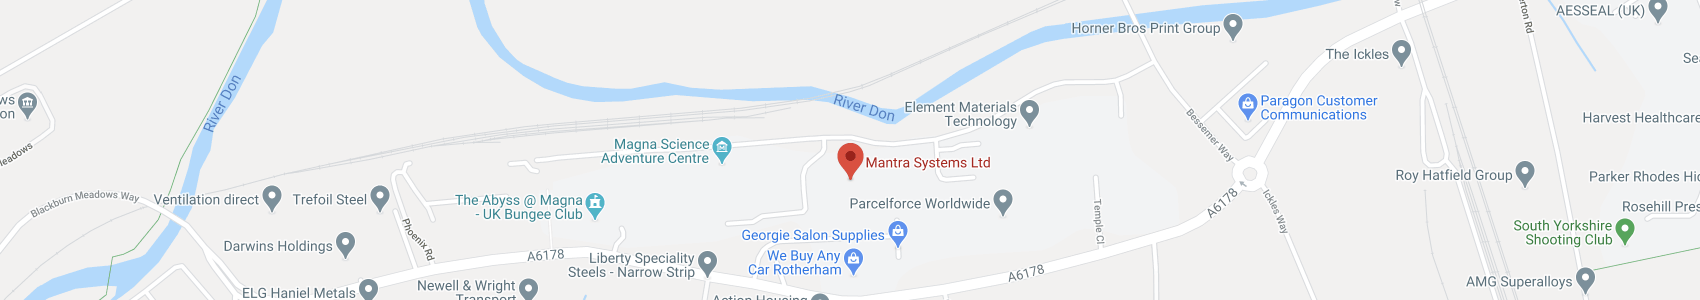 AESSEAL (UK)
Horner Bros Print Group
The Ickles
erton Rd
Sea
ws
on
River Don
River Don
Element Materials
Technology
Paragon Customer
Communications
Bessemer Way
Harvest Healthcare
Magna Science
Adventure Centre
Mantra Systems Ltd
Meadows
Roy Hatfield Group
Parker Rhodes Hic
Blackburn Meadows Way
Ventilation direct
Trefoil Steel
The Abyss @ Magna
- UK Bungee Club
Parcelforce Worldwide
Temple Cl
A6178
Ickles Way
Rosehill Pres
Phoenix Rd
Georgie Salon Supplies
South Yorkshire
Shooting Club
Darwins Holdings
A6178
Liberty Speciality
Steels - Narrow Strip
We Buy Any
Car Rotherham
A6178
AMG Superalloys
ELG Haniel Metals
Newell & Wright
Transport
Action Housing